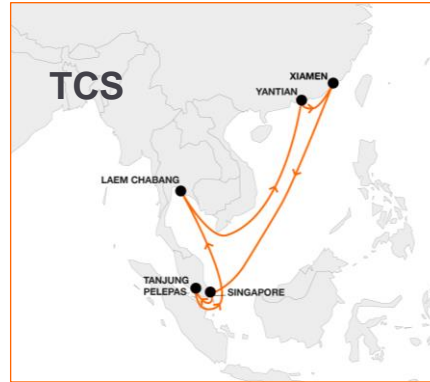 TCS
XIAMEN
YANTIAN
LAEM CHABANG
TANJUNG
PELEPAS
SINGAPORE